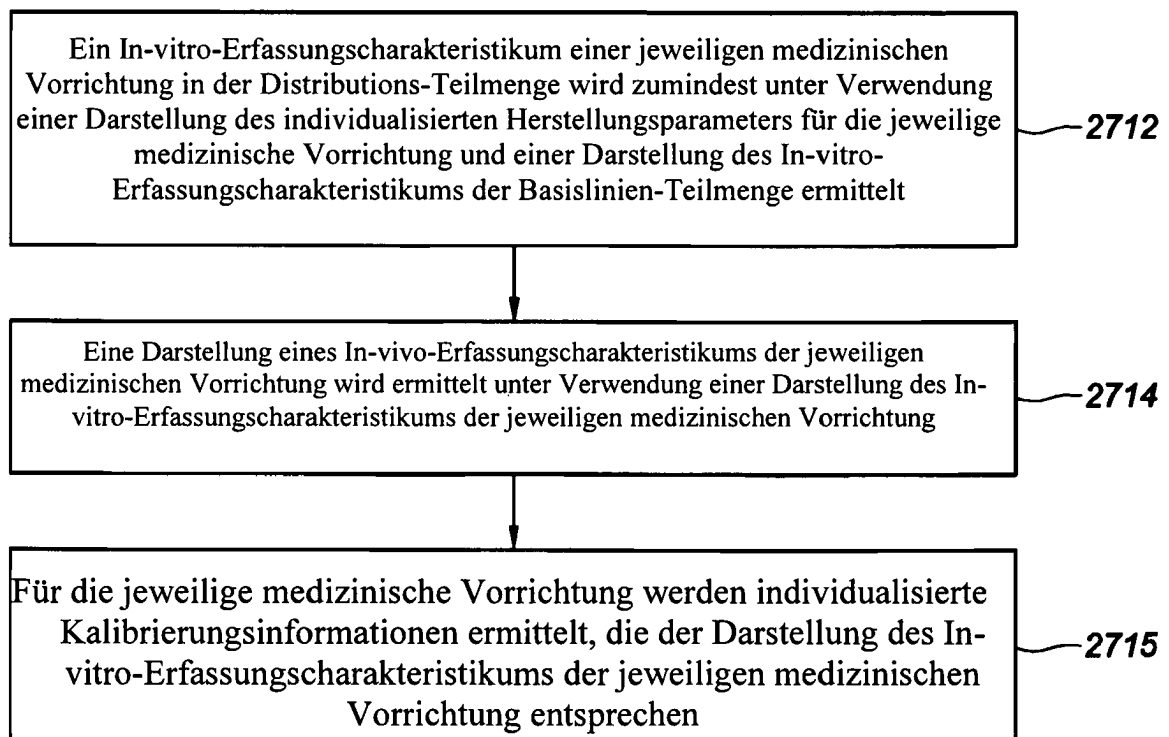 Ein In-vitro-Erfassungscharakteristikum einer jeweiligen medizinischen
Vorrichtung in der Distributions-Teilmenge wird zumindest unter Verwendung
einer Darstellung des individualisierten Herstellungsparameters für die jeweilige
medizinische Vorrichtung und einer Darstellung des In-vitro-
Erfassungscharakteristikums der Basislinien-Teilmenge ermittelt
2712
Eine Darstellung eines In-vivo-Erfassungscharakteristikums der jeweiligen
medizinischen Vorrichtung wird ermittelt unter Verwendung einer Darstellung des In-
vitro-Erfassungscharakteristikums der jeweiligen medizinischen Vorrichtung
2714
Für die jeweilige medizinische Vorrichtung werden individualisierte
Kalibrierungsinformationen ermittelt, die der Darstellung des In-
vitro-Erfassungscharakteristikums der jeweiligen medizinischen
Vorrichtung entsprechen
2715